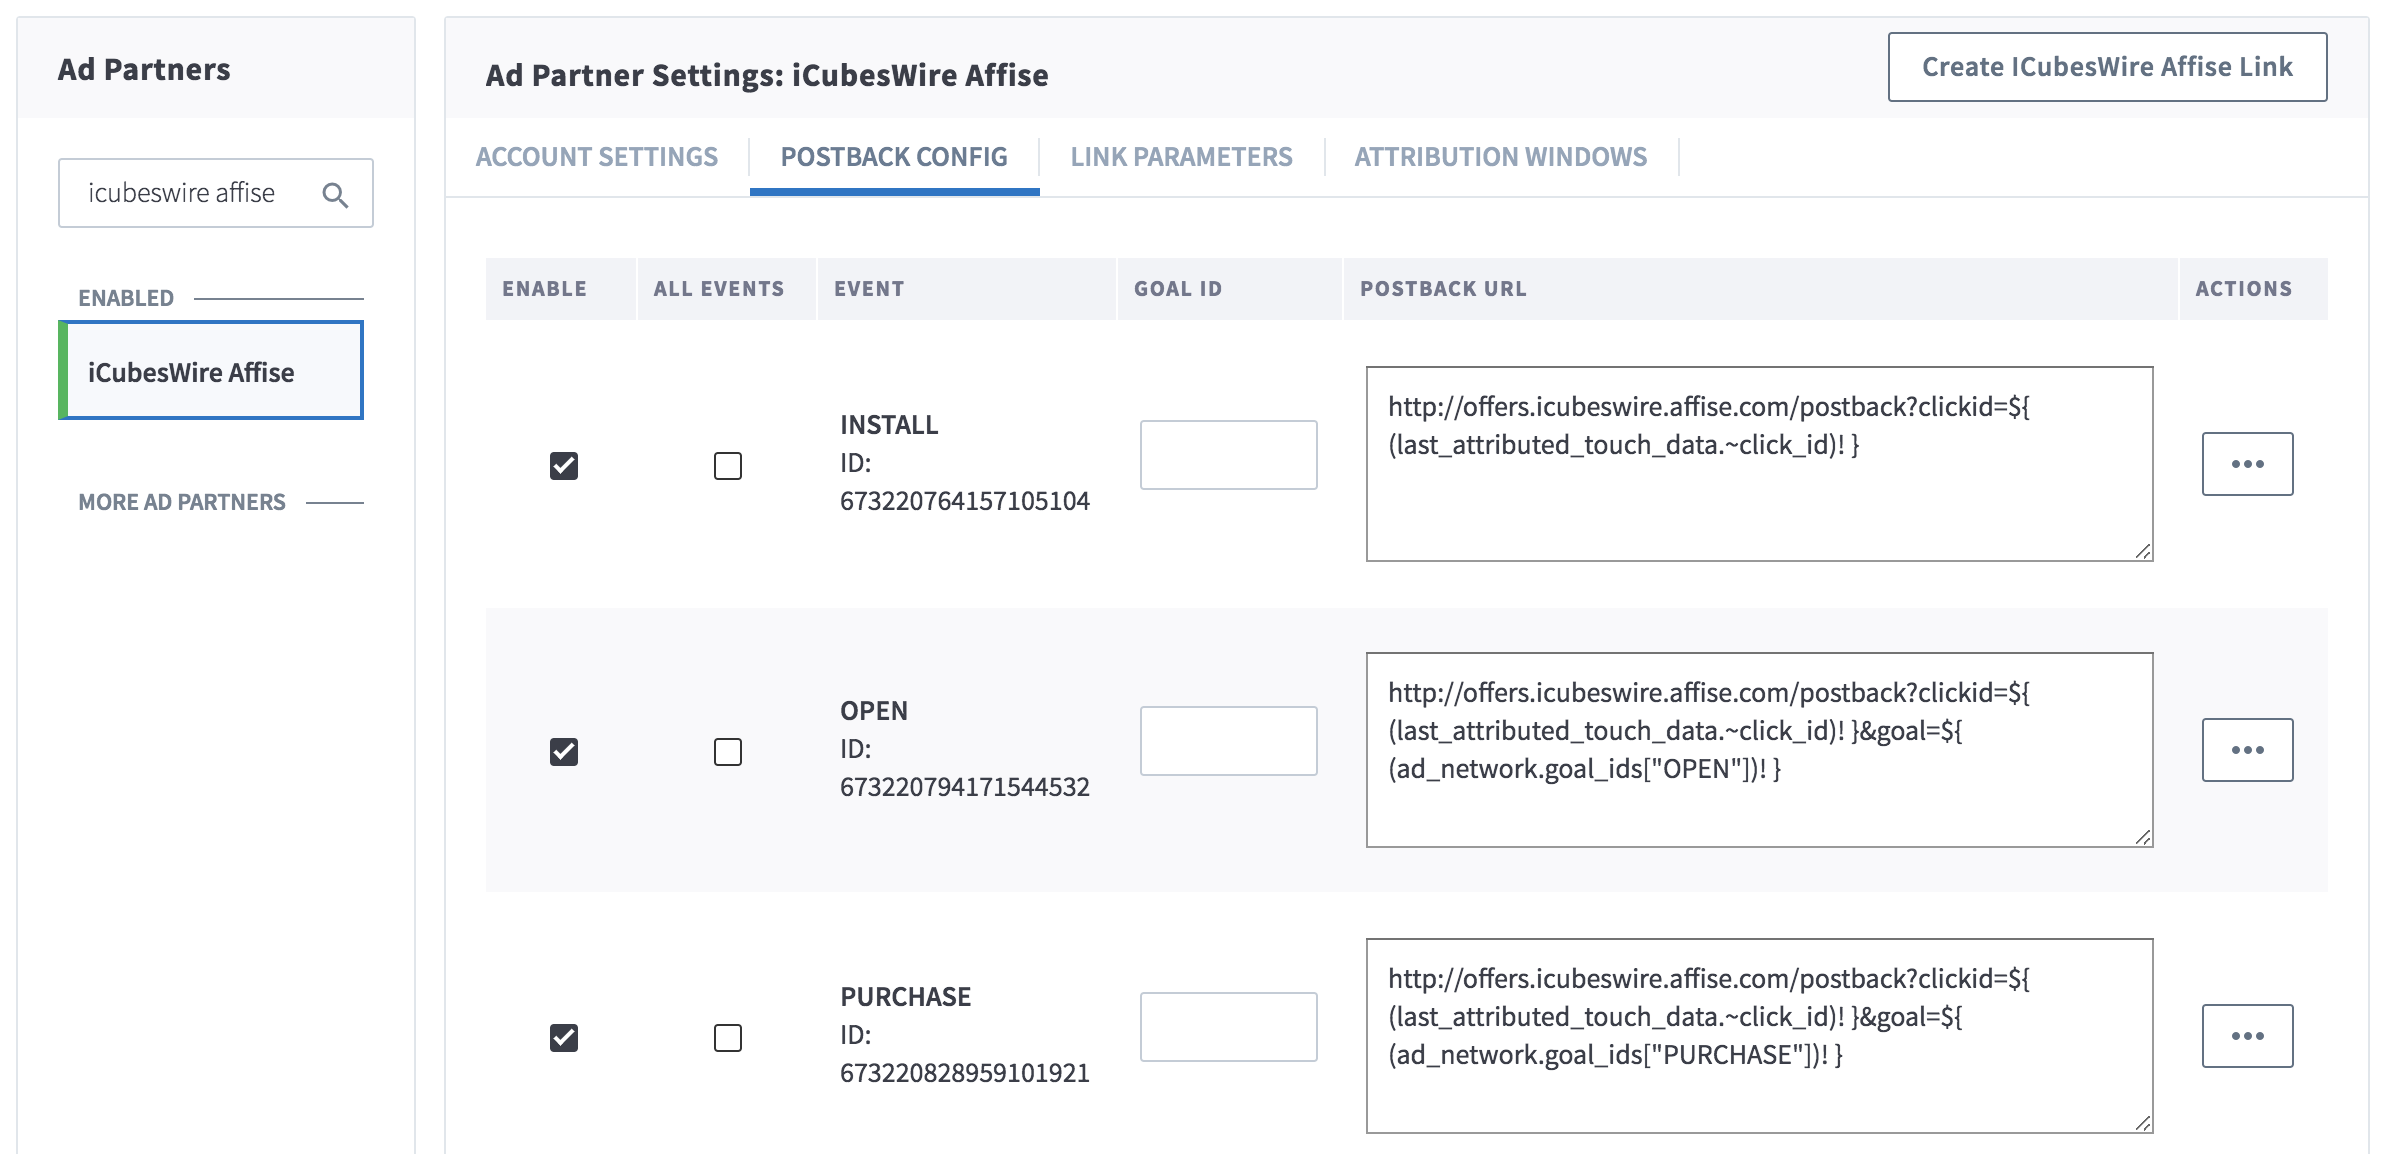 Ad Partners
icubeswire affise
ENABLED
iCubesWire Affise
MORE AD PARTNERS
Ad Partner Settings: iCubesWire Affise
Create ICubesWire Affise Link
ACCOUNT SETTINGS
POSTBACK CONFIG
LINK PARAMETERS
ATTRIBUTION WINDOWS
ENABLE
ALL EVENTS
EVENT
GOAL ID
POSTBACK URL
ACTIONS
INSTALL
ID:
673220764157105104
http://offers.icubeswire.affise.com/postback?clickid=${
(last_attributed_touch_data.~click_id)! }
OPEN
ID:
673220794171544532
http://offers.icubeswire.affise.com/postback?clickid=${
(last_attributed_touch_data.~click_id)! }&goal=${
(ad_network.goal_ids["OPEN"])! }
PURCHASE
ID:
673220828959101921
http://offers.icubeswire.affise.com/postback?clickid=${
(last_attributed_touch_data.~click_id)! }&goal=${
(ad_network.goal_ids["PURCHASE"])! }